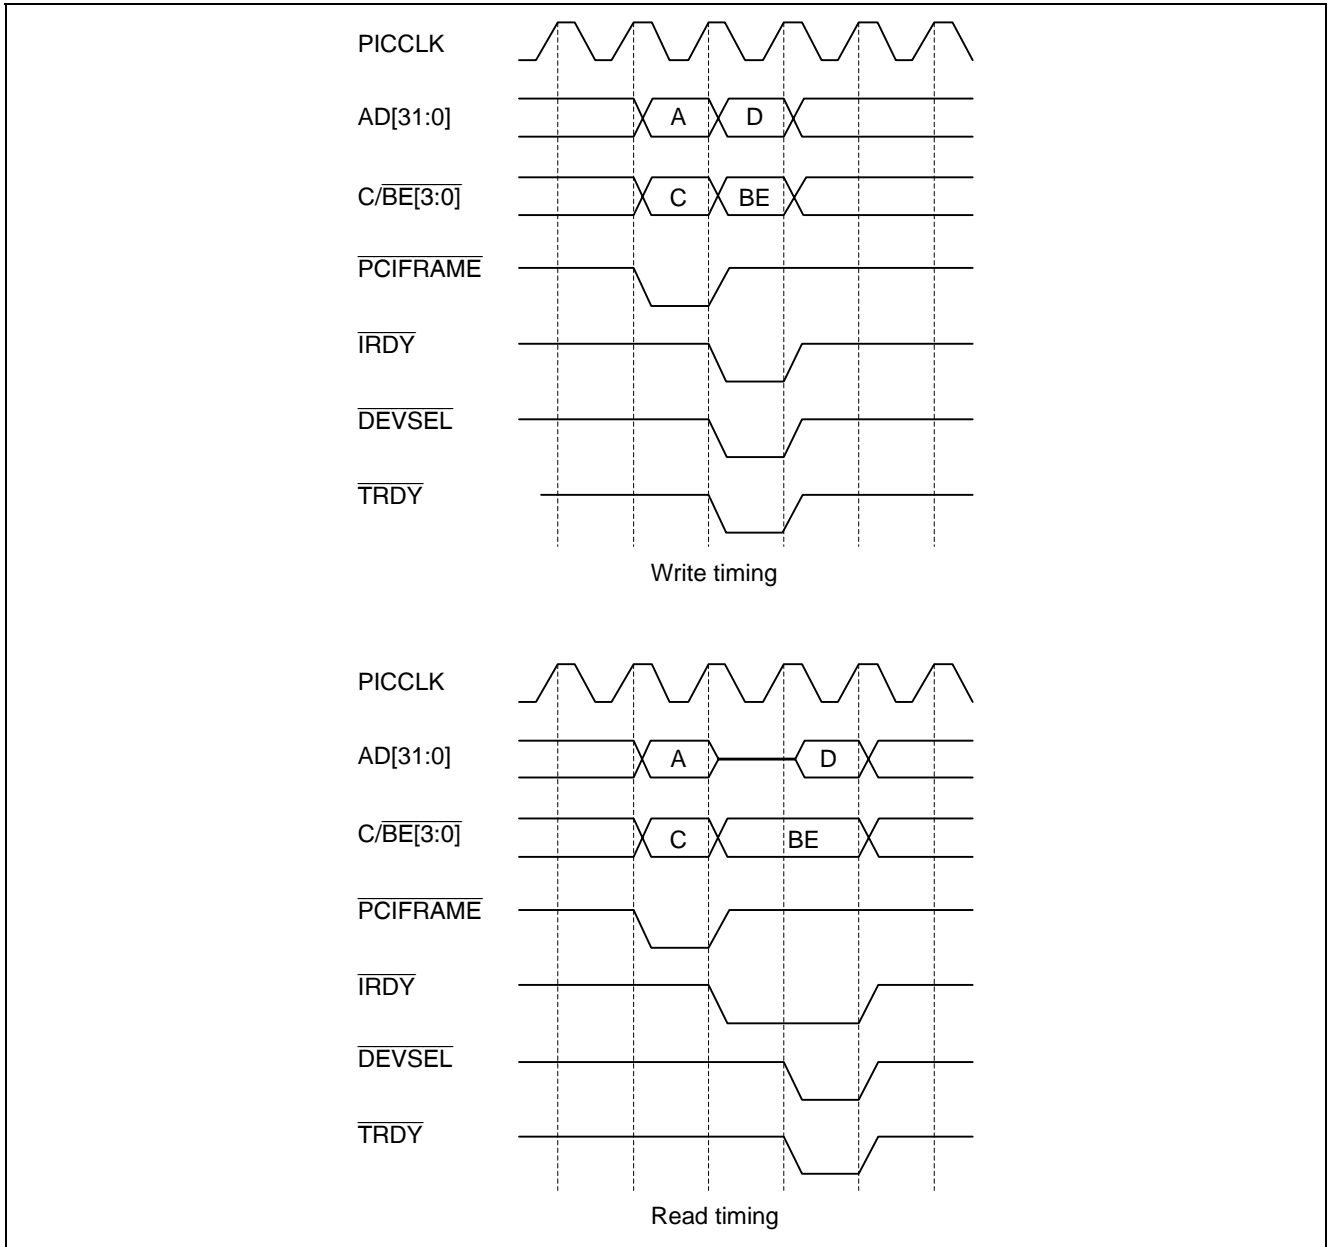 PICCLK
AD[31:0] A D
C/BE[3:0] C BE
PCIFRAME
IRDY
DEVSEL
TRDY
Write timing
PICCLK
AD[31:0] A D
C/BE[3:0] C BE
PCIFRAME
IRDY
DEVSEL
TRDY
Read timing